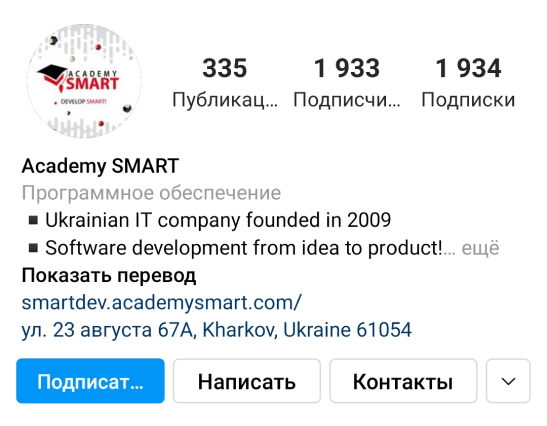 ACADEMY
SMART
DEVELOP SMART!
335
1 933
1 934
Публикац...
Подписчи...
Подписки
Academy SMART
Программное обеспечение
▪ Ukrainian IT company founded in 2009
▪ Software development from idea to product!... ещё
Показать перевод
smartdev.academysmart.com/
ул. 23 августа 67А, Kharkov, Ukraine 61054
Подписат...
Написать
Контакты